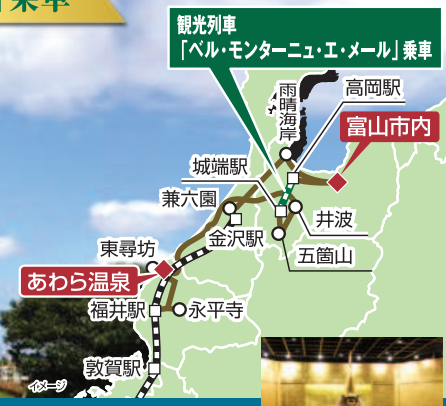 乗車
観光列車
「ベル・モンターニュ・エ・メール」乗車
雨晴海岸
高岡駅
富山市内
城端駅
兼六園
井波
金沢駅
五箇山
東尋坊
あわら温泉
福井駅
永平寺
敦賀駅
イメージ